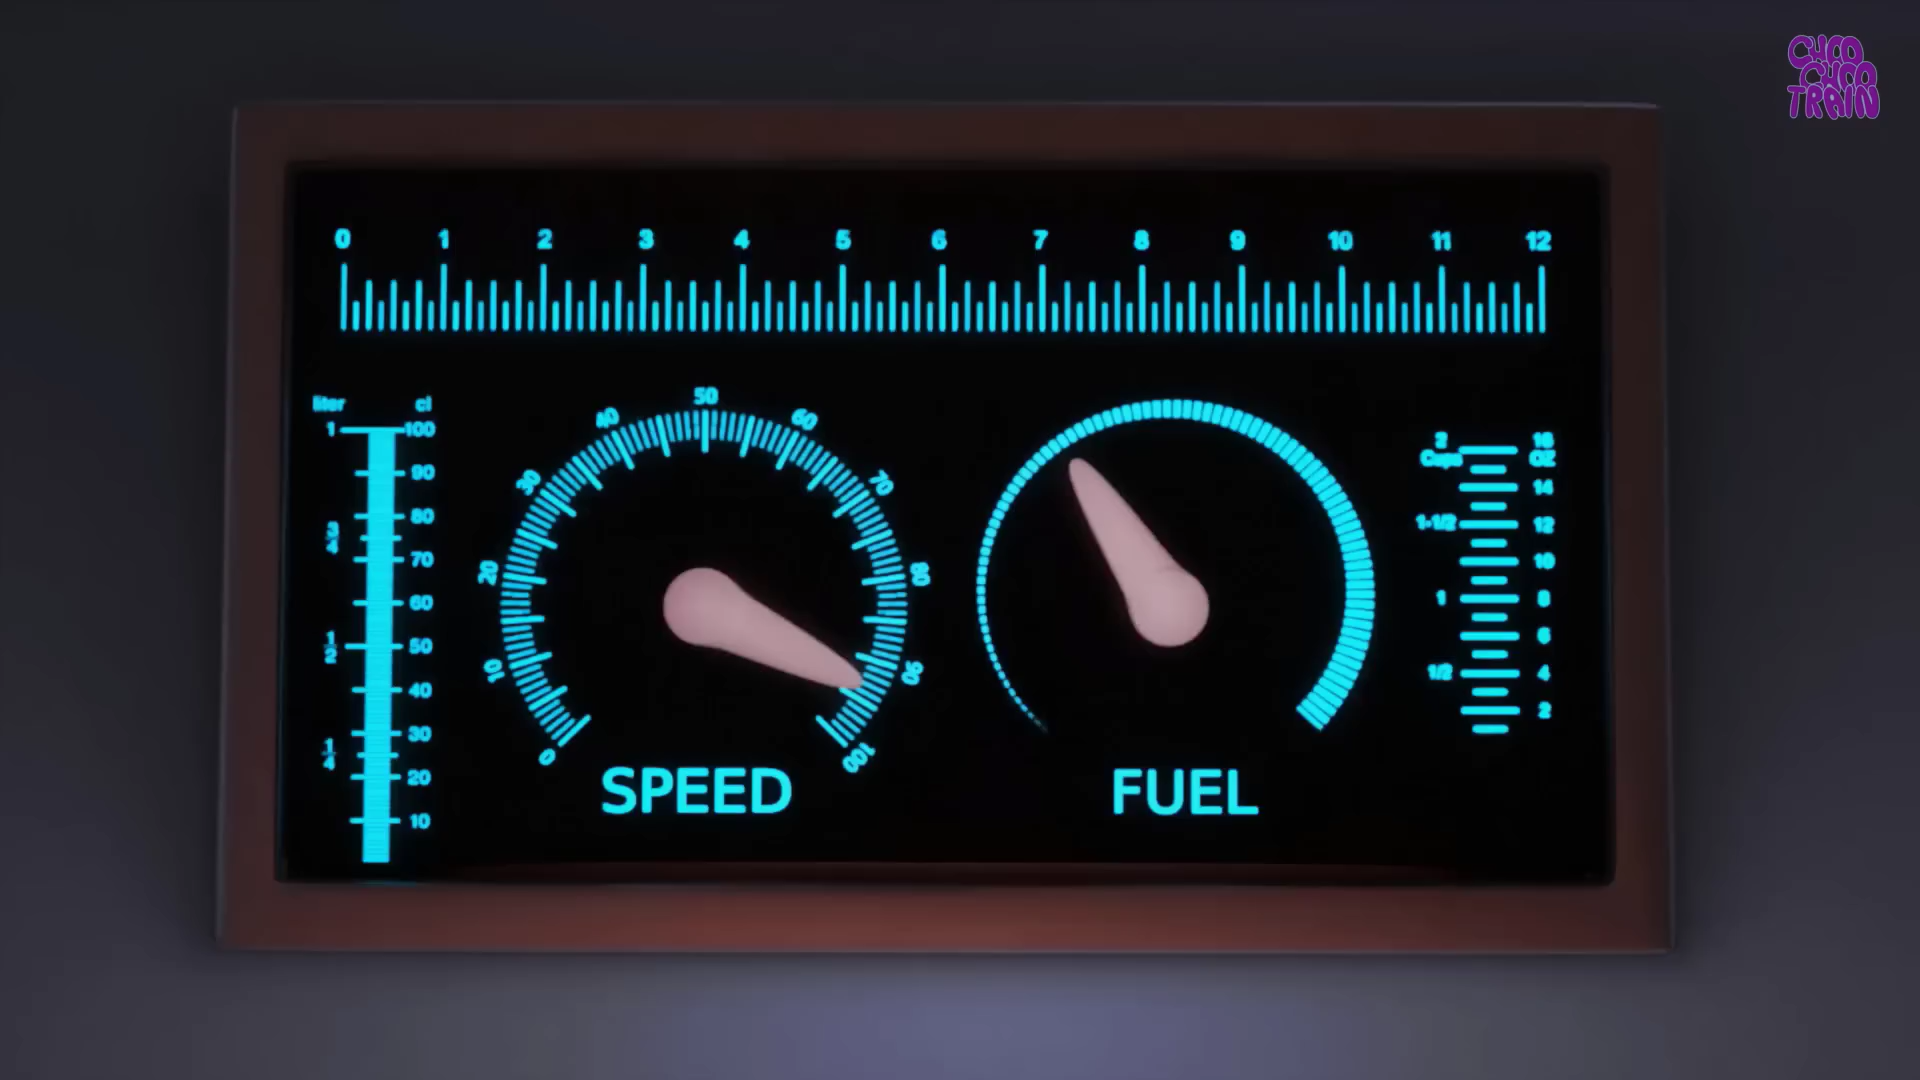 CHOO
CHOO
TRAIN
0 1 2 3 4 5 6 7 8 9 10 11 12
liter cl
1 100
90
80
3/4
70
60
1/2 50
40
30
1/4
20
10
0 10 20 30 40 50 60 70 80 90 100
SPEED
FUEL
2 16
Cups OZ
14
1-1/2 12
10
1 8
6
1/2 4
2